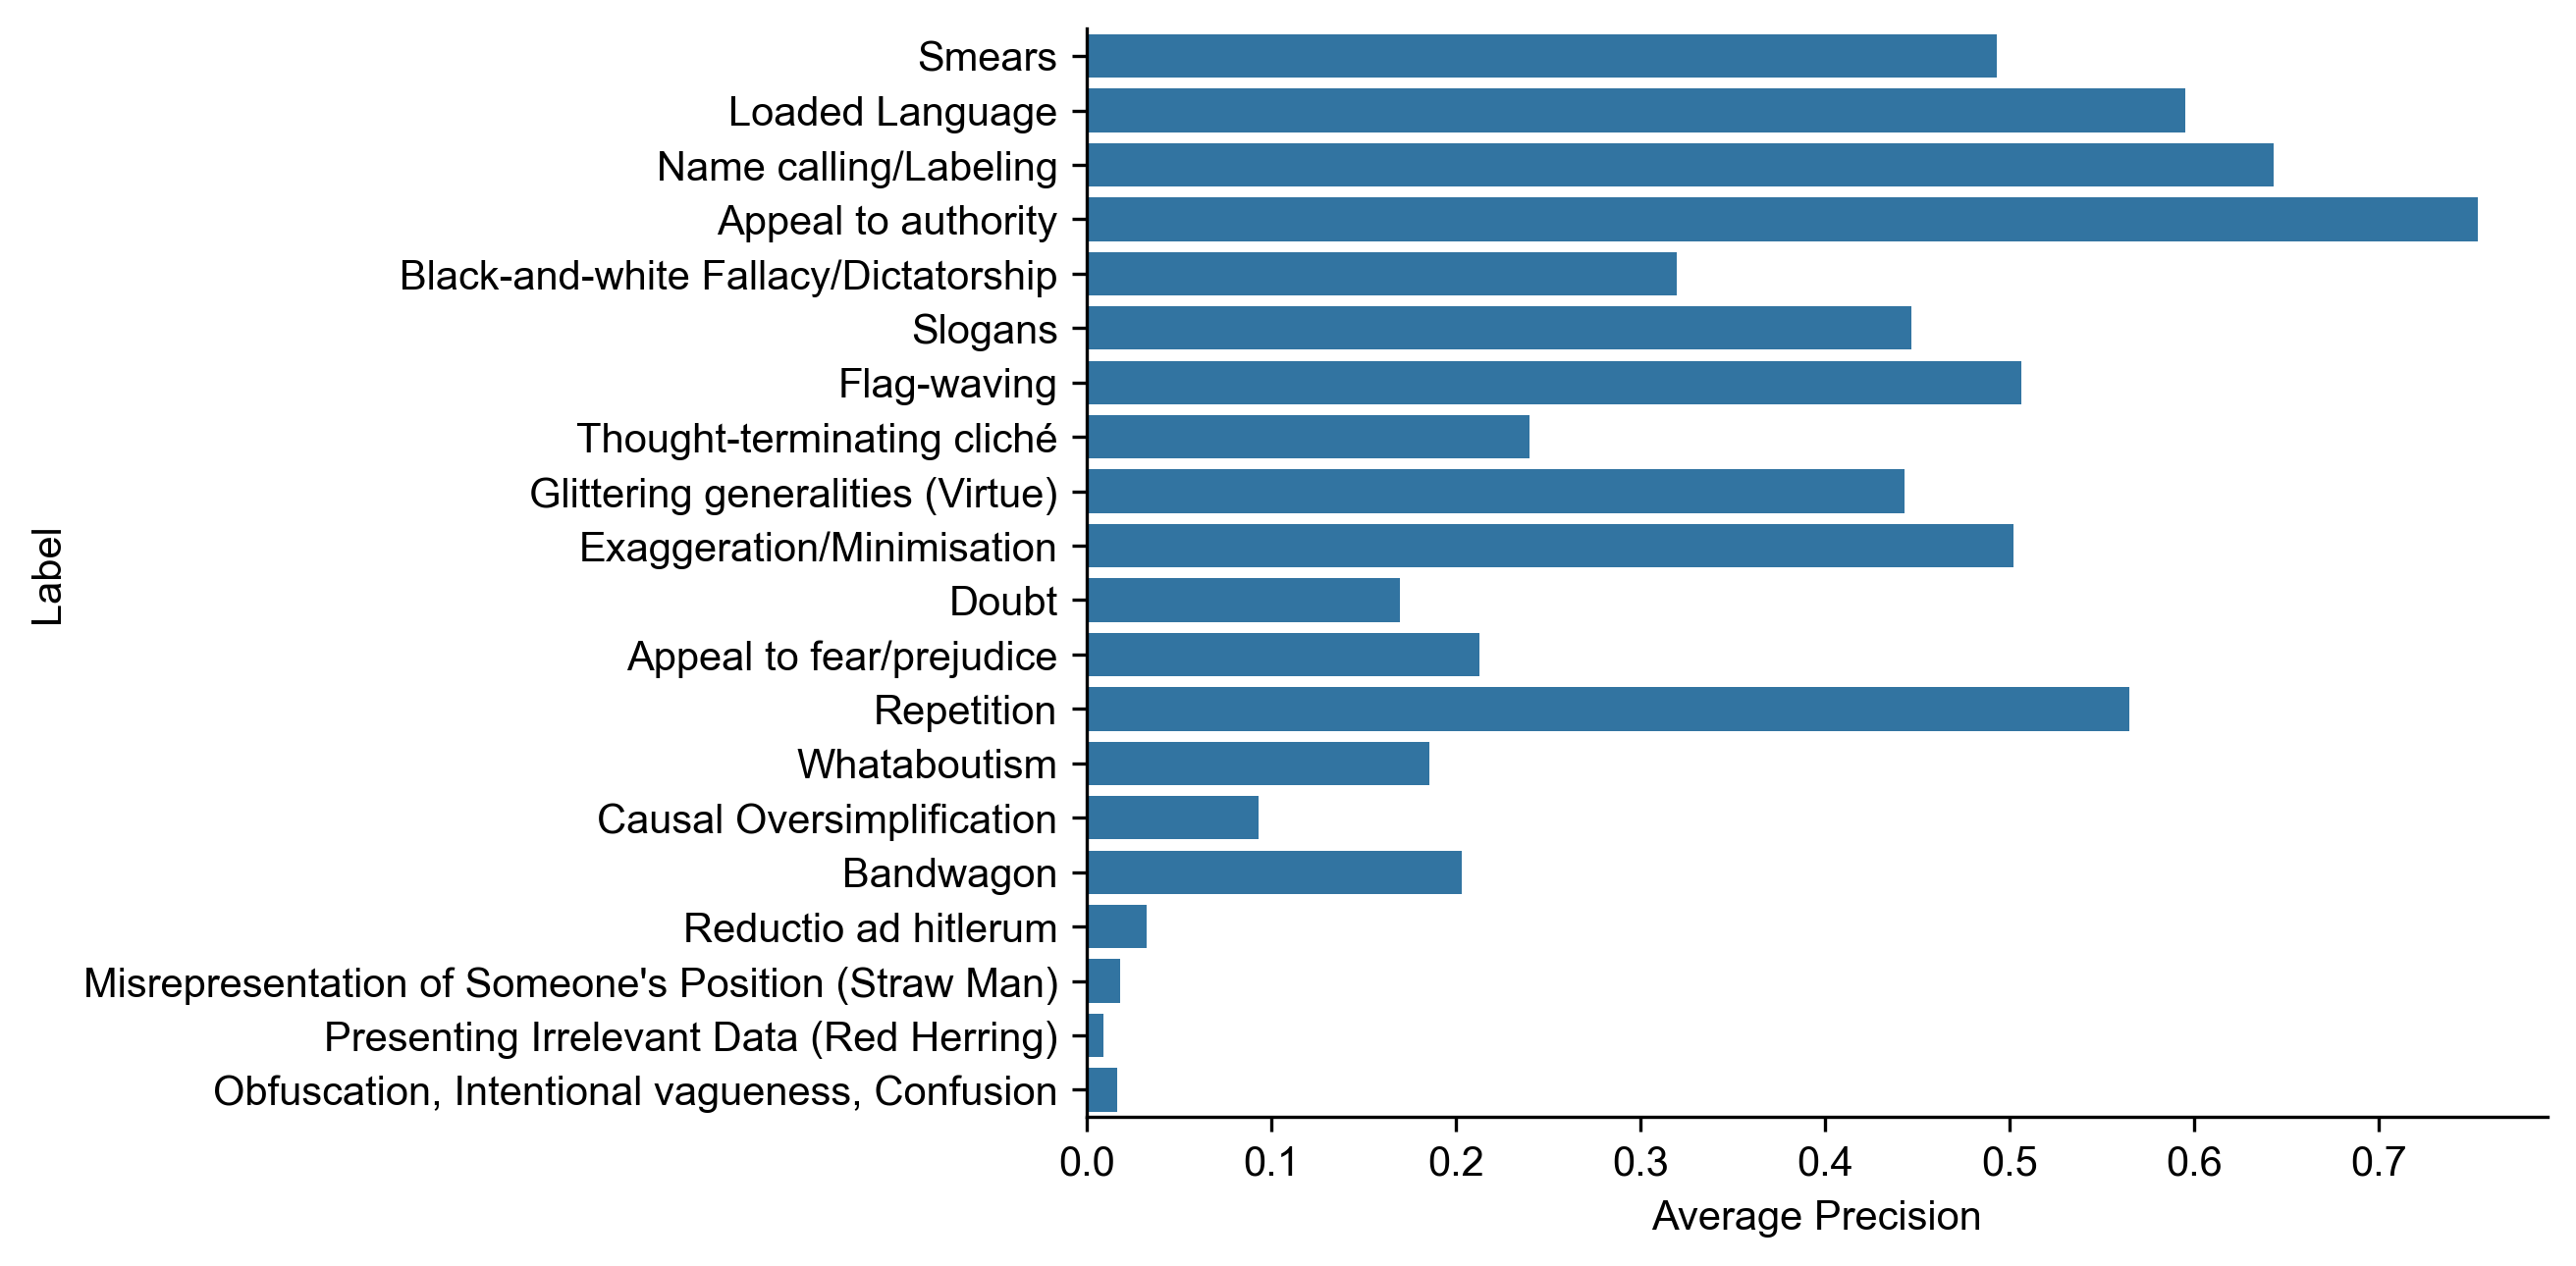 Smears
Loaded Language
Name calling/Labeling
Appeal to authority
Black-and-white Fallacy/Dictatorship
Slogans
Flag-waving
Thought-terminating cliché
Glittering generalities (Virtue)
Exaggeration/Minimisation
Doubt
Appeal to fear/prejudice
Repetition
Whataboutism
Causal Oversimplification
Bandwagon
Reductio ad hitlerum
Misrepresentation of Someone's Position (Straw Man)
Presenting Irrelevant Data (Red Herring)
Obfuscation, Intentional vagueness, Confusion
Label
0.0 0.1 0.2 0.3 0.4 0.5 0.6 0.7
Average Precision